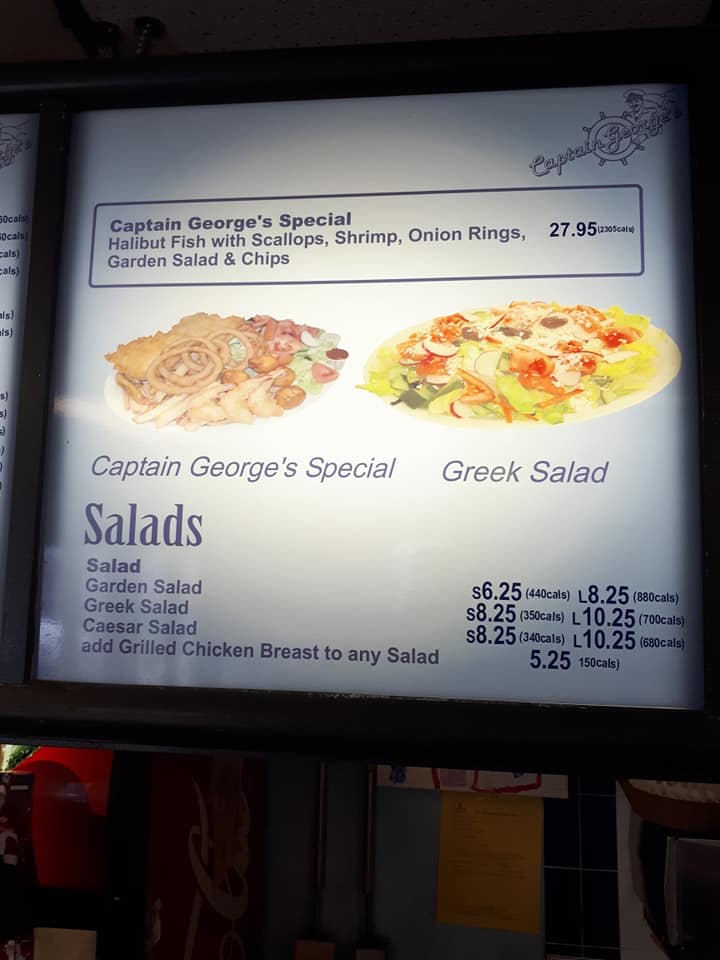 Captain George's
Captain George's Special
Halibut Fish with Scallops, Shrimp, Onion Rings,
Garden Salad & Chips
27.95(2305cals)
Captain George's Special
Greek Salad
Salads
Salad
Garden Salad S6.25 (440cals) L8.25 (880cals)
Greek Salad S8.25 (350cals) L10.25 (700cals)
Caesar Salad S8.25 (340cals) L10.25 (680cals)
add Grilled Chicken Breast to any Salad 5.25 150cals)